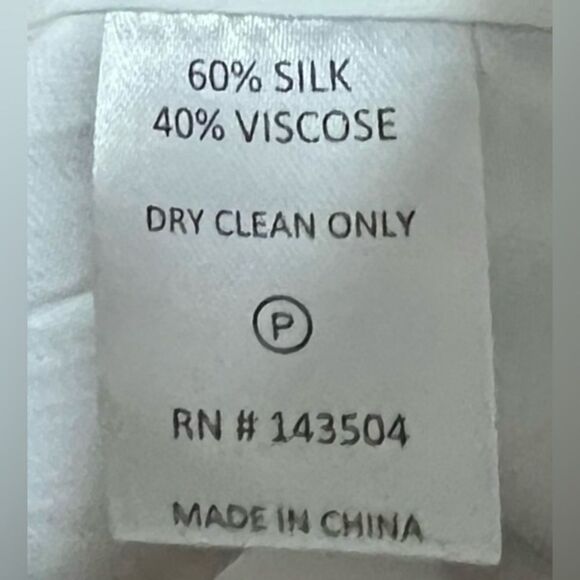 60% SILK
40% VISCOSE
DRY CLEAN ONLY
P
RN # 143504
MADE IN CHINA